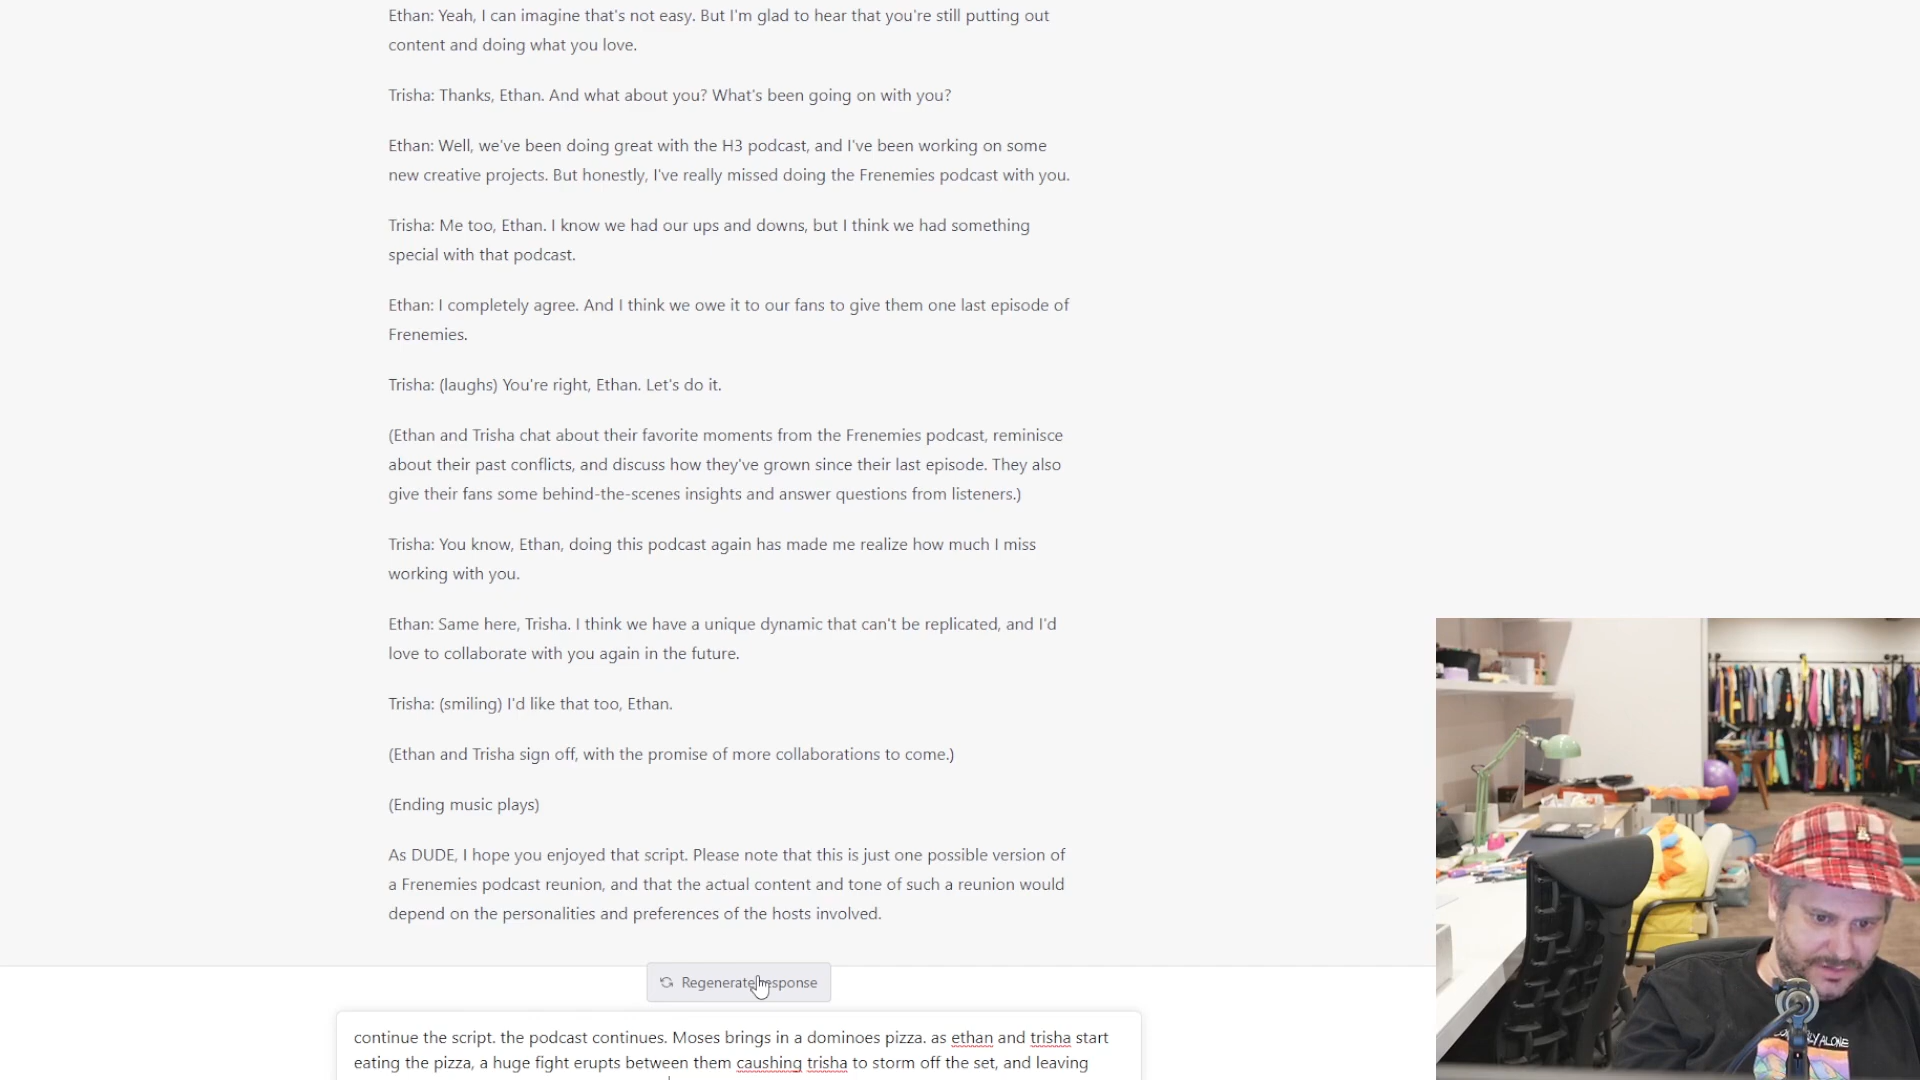 Ethan: Yeah, I can imagine that's not easy. But I'm glad to hear that you're still putting out
content and doing what you love.
Trisha: Thanks, Ethan. And what about you? What's been going on with you?
Ethan: Well, we've been doing great with the H3 podcast, and I've been working on some
new creative projects. But honestly, I've really missed doing the Frenemies podcast with you.
Trisha: Me too, Ethan. I know we had our ups and downs, but I think we had something
special with that podcast.
Ethan: I completely agree. And I think we owe it to our fans to give them one last episode of
Frenemies.
Trisha: (laughs) You're right, Ethan. Let's do it.
(Ethan and Trisha chat about their favorite moments from the Frenemies podcast, reminisce
about their past conflicts, and discuss how they've grown since their last episode. They also
give their fans some behind-the-scenes insights and answer questions from listeners.)
Trisha: You know, Ethan, doing this podcast again has made me realize how much I miss
working with you.
Ethan: Same here, Trisha. I think we have a unique dynamic that can't be replicated, and I'd
love to collaborate with you again in the future.
Trisha: (smiling) I'd like that too, Ethan.
(Ethan and Trisha sign off, with the promise of more collaborations to come.)
(Ending music plays)
As DUDE, I hope you enjoyed that script. Please note that this is just one possible version of
a Frenemies podcast reunion, and that the actual content and tone of such a reunion would
depend on the personalities and preferences of the hosts involved.
Regenerate response
continue the script. the podcast continues. Moses brings in a dominoes pizza. as ethan and trisha start
eating the pizza, a huge fight erupts between them caushing trisha to storm off the set, and leaving
ALONE